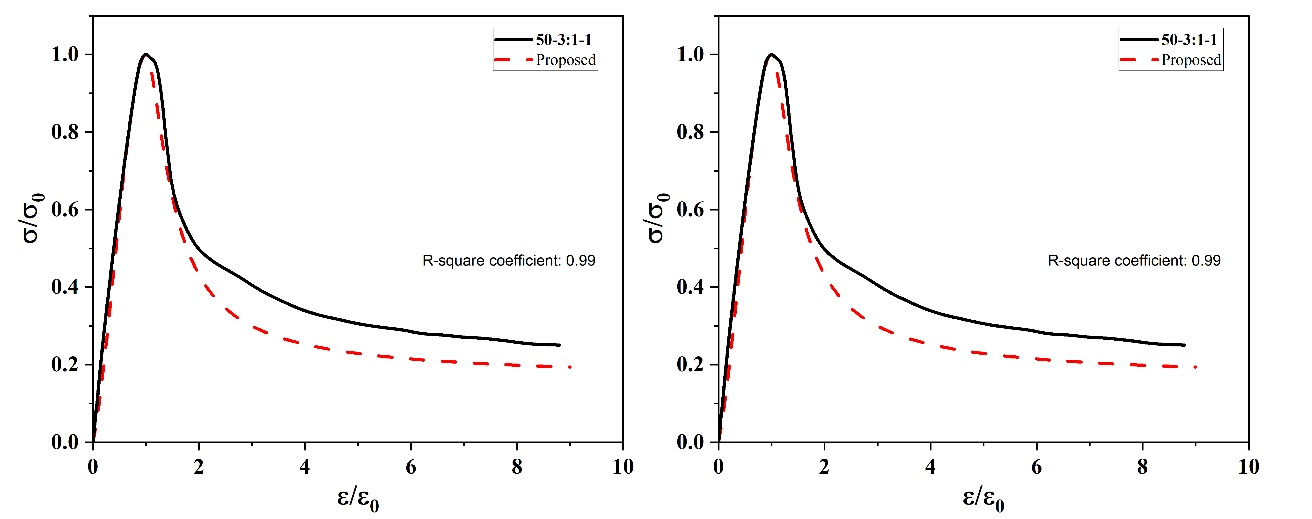 50-3:1-1
Proposed
1.0
0.8
0.6
0.4
0.2
0.0
σ/σ0
R-square coefficient: 0.99
0 2 4 6 8 10
ε/ε0
50-3:1-1
Proposed
1.0
0.8
0.6
0.4
0.2
0.0
σ/σ0
R-square coefficient: 0.99
0 2 4 6 8 10
ε/ε0